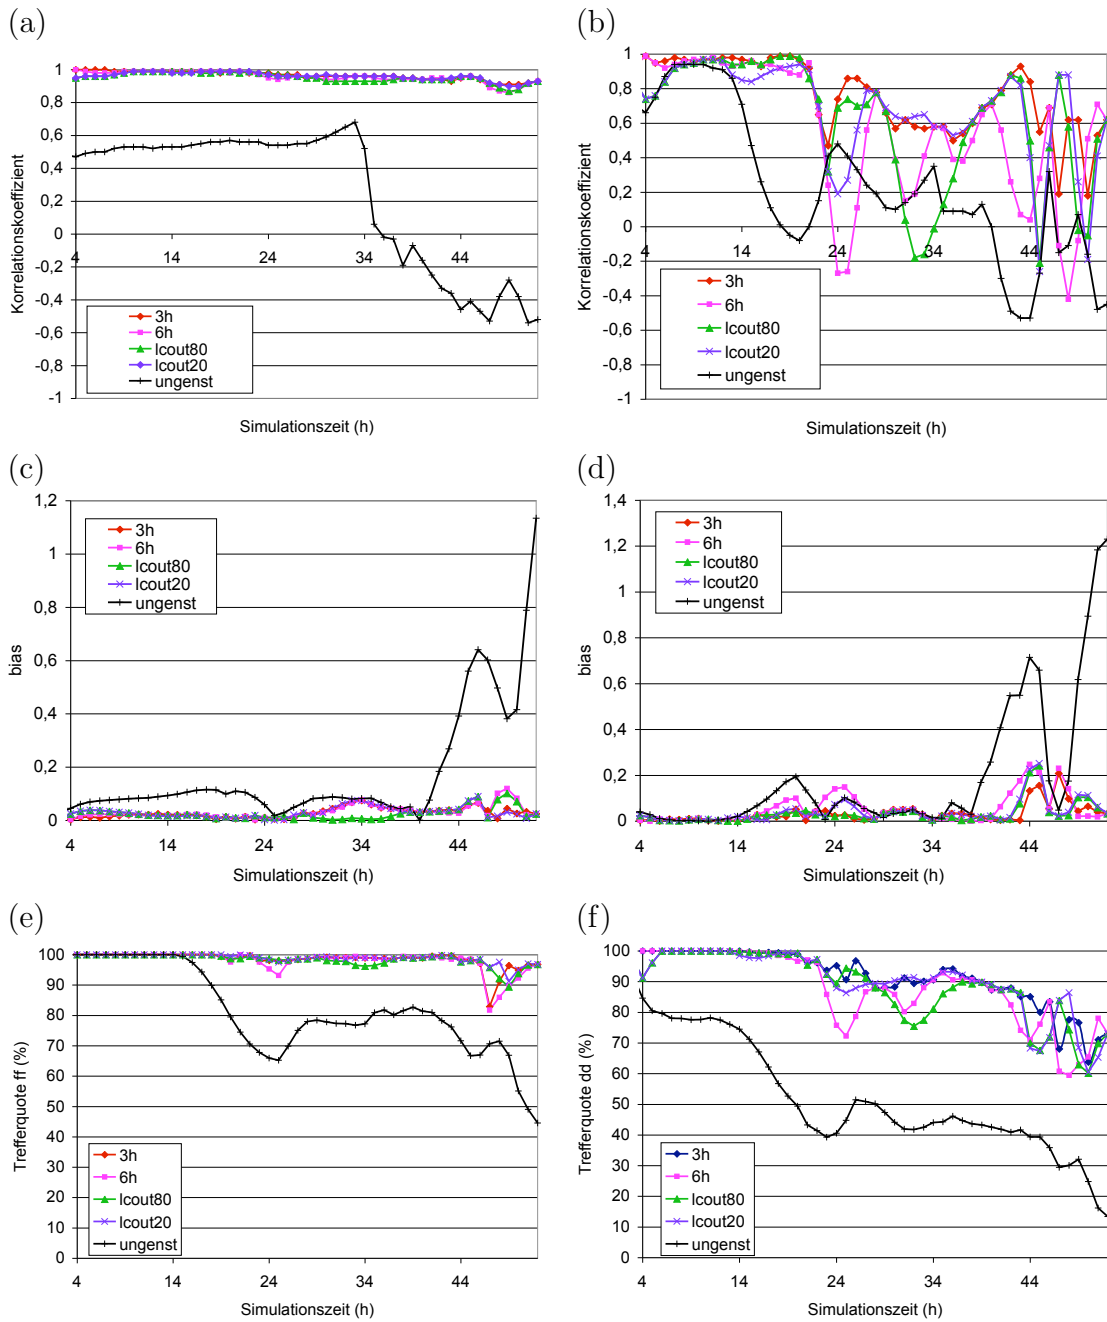 (a)
1
0.8
0.6
0.4
0.2
0
-0.2
-0.4
-0.6
-0.8
-1
Korrelationskoeffizient
4 14 24 34 44
3h
6h
lcout80
lcout20
ungenst
Simulationszeit (h)
(b)
1
0.8
0.6
0.4
0.2
0
-0.2
-0.4
-0.6
-0.8
-1
Korrelationskoeffizient
4 14 24 34 44
3h
6h
lcout80
lcout20
ungenst
Simulationszeit (h)
(c)
1,2
1
0,8
0,6
0,4
0,2
0
bias
3h
6h
lcout80
lcout20
ungenst
4 14 24 34 44
Simulationszeit (h)
(d)
1,4
1,2
1
0,8
0,6
0,4
0,2
0
bias
3h
6h
lcout80
lcout20
ungenst
4 14 24 34 44
Simulationszeit (h)
(e)
100
90
80
70
60
50
40
30
20
10
0
Trefferquote ff (%)
3h
6h
lcout80
lcout20
ungenst
4 14 24 34 44
Simulationszeit (h)
(f)
100
90
80
70
60
50
40
30
20
10
0
Trefferquote dd (%)
3h
6h
lcout80
lcout20
ungenst
4 14 24 34 44
Simulationszeit (h)